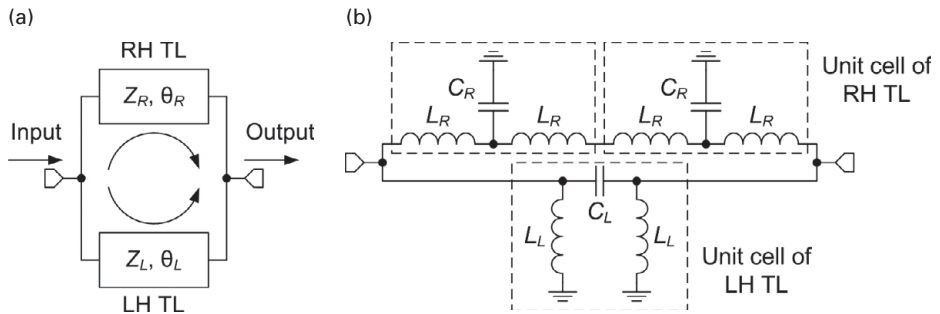 (a)
RH TL
Z_R, θ_R
Input
Output
Z_L, θ_L
LH TL
(b)
C_R
C_R
Unit cell of
RH TL
L_R
L_R
L_R
L_R
C_L
L_L
L_L
Unit cell of
LH TL